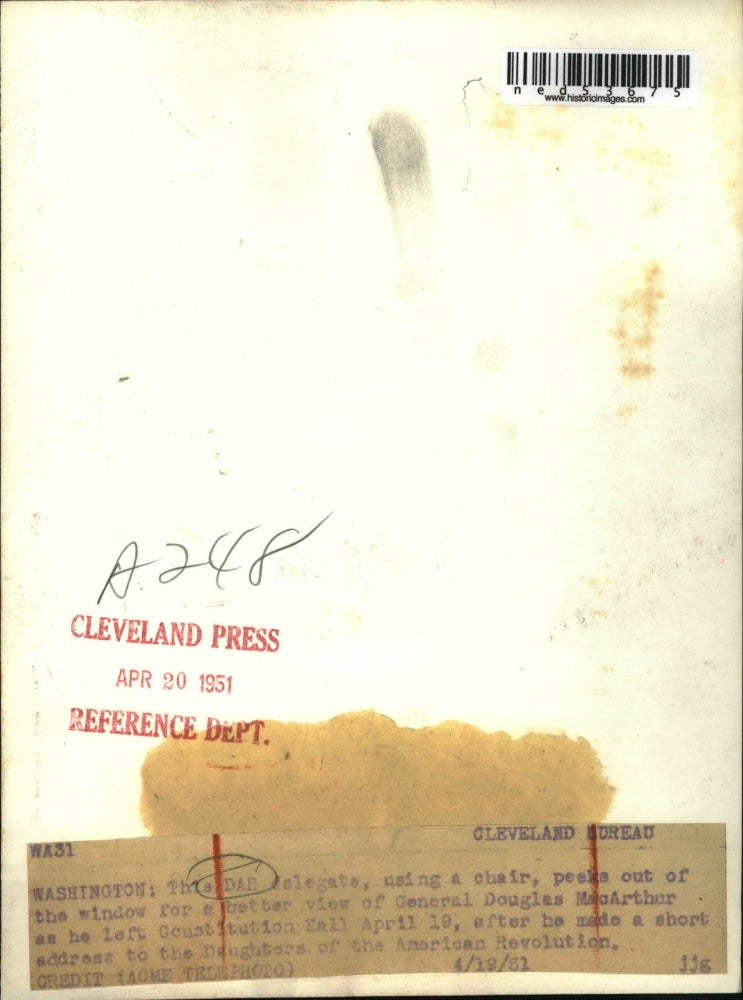 ned53675
www.historicimages.com
A248
CLEVELAND PRESS
APR 20 1951
REFERENCE DEPT.
CLEVELAND BUREAU
WA31
WASHINGTON: This DAR delegate, using a chair, peeks out of
the window for a better view of General Douglas MacArthur
as he left Constitution Hall April 19, after he made a short
address to the Daughters of the American Revolution.
CREDIT (ACME TELEPHOTO) 4/19/51 jjg